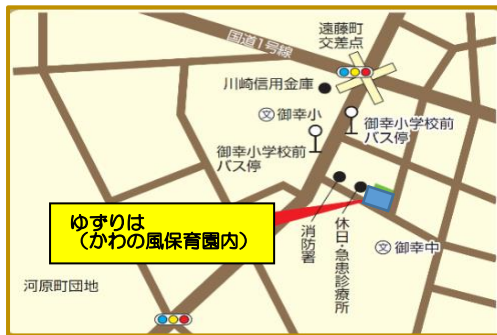 国道1号線
遠藤町
交差点
川崎信用金庫
文 御幸小
御幸小学校前
バス停
御幸小学校前
バス停
ゆずりは
(かわの風保育園内)
消防署
休日・急患診療所
文 御幸中
河原町団地